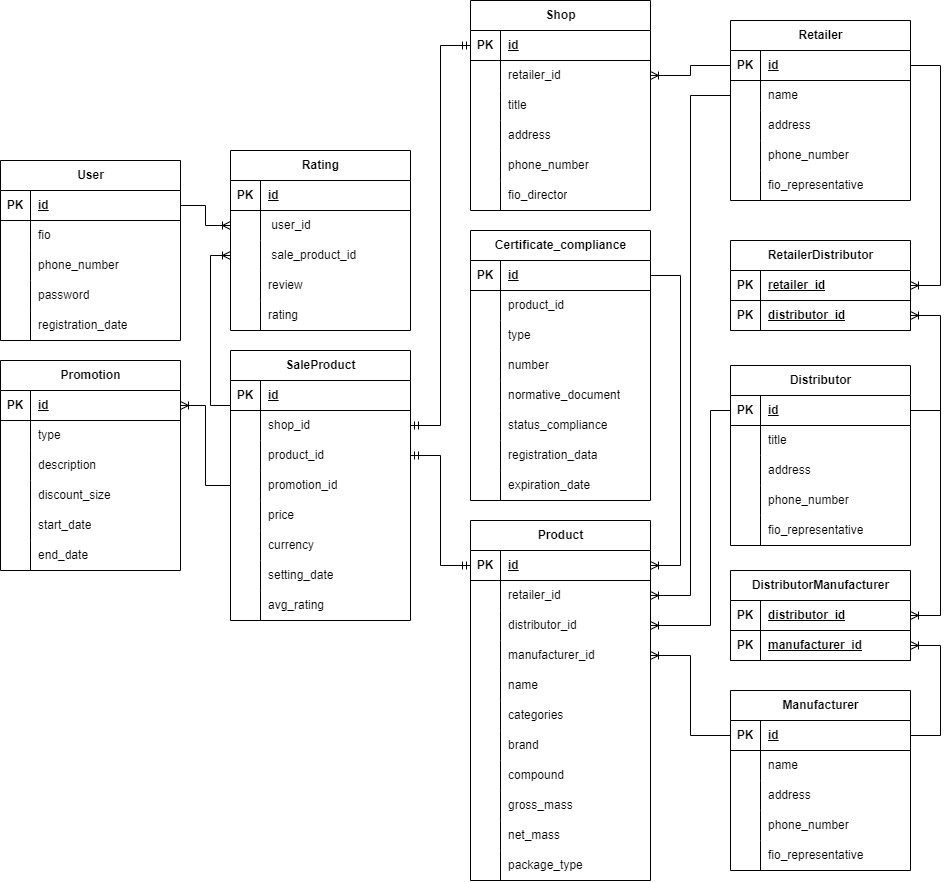 Shop
PK id
retailer_id
title
address
phone_number
fio_director
Retailer
PK id
name
address
phone_number
fio_representative
User
PK id
fio
phone_number
password
registration_date
Rating
PK id
user_id
sale_product_id
review
rating
Certificate_compliance
PK id
product_id
type
number
normative_document
status_compliance
registration_data
expiration_date
RetailerDistributor
PK retailer_id
PK distributor_id
Promotion
PK id
type
description
discount_size
start_date
end_date
SaleProduct
PK id
shop_id
product_id
promotion_id
price
currency
setting_date
avg_rating
Distributor
PK id
title
address
phone_number
fio_representative
Product
PK id
retailer_id
distributor_id
manufacturer_id
name
categories
brand
compound
gross_mass
net_mass
package_type
DistributorManufacturer
PK distributor_id
PK manufacturer_id
Manufacturer
PK id
name
address
phone_number
fio_representative